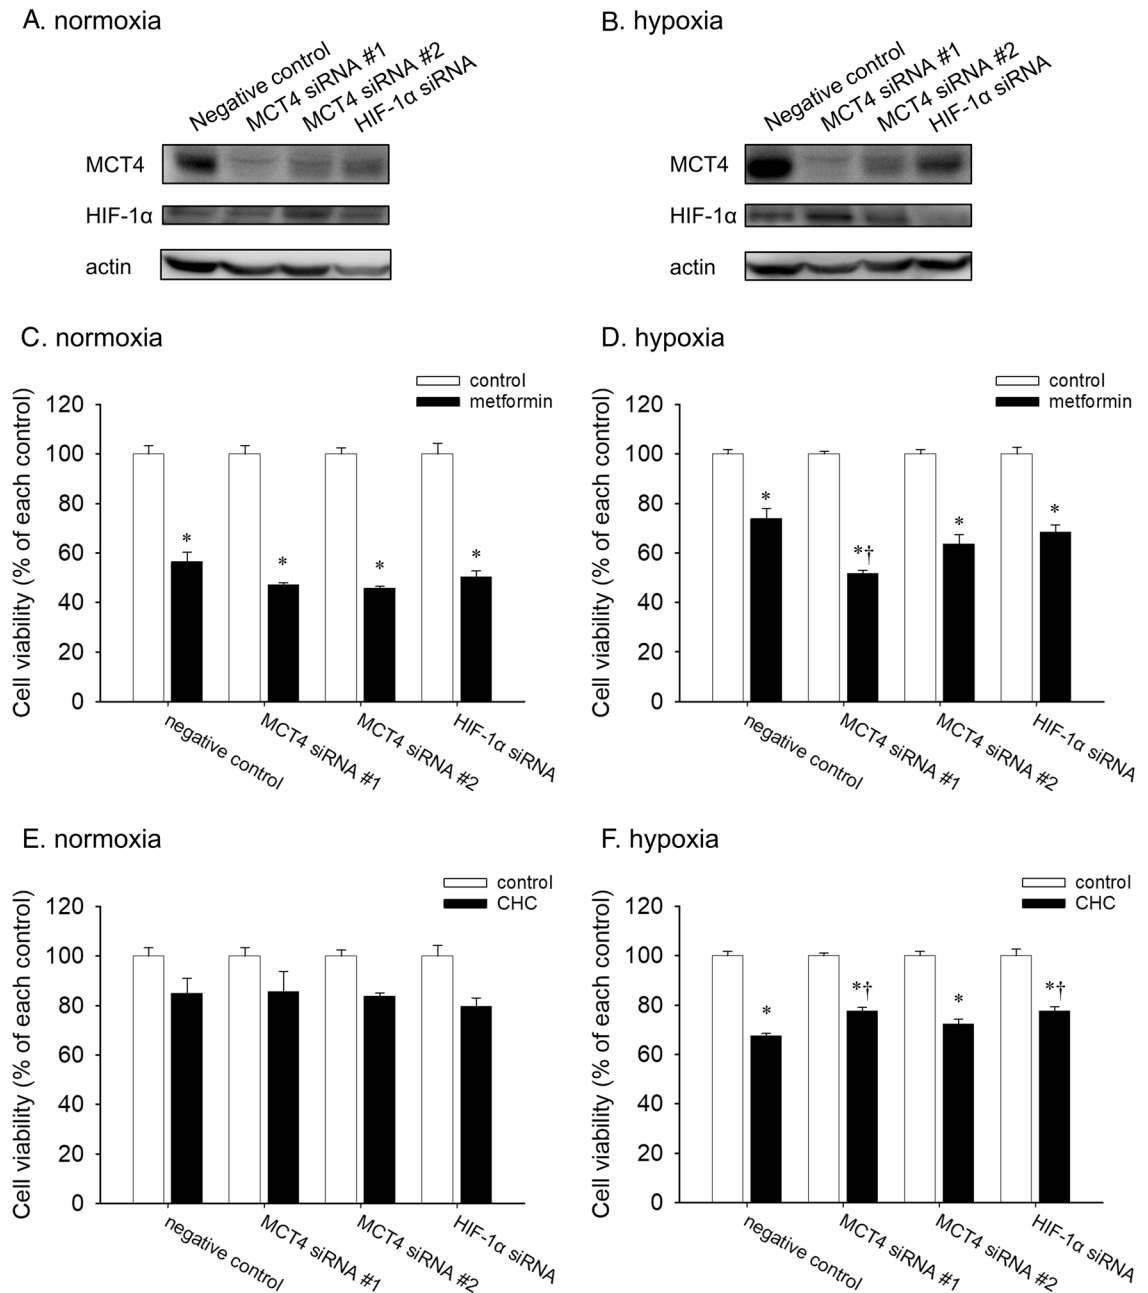 A. normoxia
Negative control
MCT4 siRNA #1
MCT4 siRNA #2
HIF-1α siRNA
MCT4
HIF-1α
actin
B. hypoxia
Negative control
MCT4 siRNA #1
MCT4 siRNA #2
HIF-1α siRNA
MCT4
HIF-1α
actin
C. normoxia
control
metformin
Cell viability (% of each control)
120
100
80
60
40
20
0
*
*
*
*
negative control
MCT4 siRNA #1
MCT4 siRNA #2
HIF-1α siRNA
D. hypoxia
control
metformin
Cell viability (% of each control)
120
100
80
60
40
20
0
*
*†
*
*
negative control
MCT4 siRNA #1
MCT4 siRNA #2
HIF-1α siRNA
E. normoxia
control
CHC
Cell viability (% of each control)
120
100
80
60
40
20
0
negative control
MCT4 siRNA #1
MCT4 siRNA #2
HIF-1α siRNA
F. hypoxia
control
CHC
Cell viability (% of each control)
120
100
80
60
40
20
0
*
*†
*
*†
negative control
MCT4 siRNA #1
MCT4 siRNA #2
HIF-1α siRNA